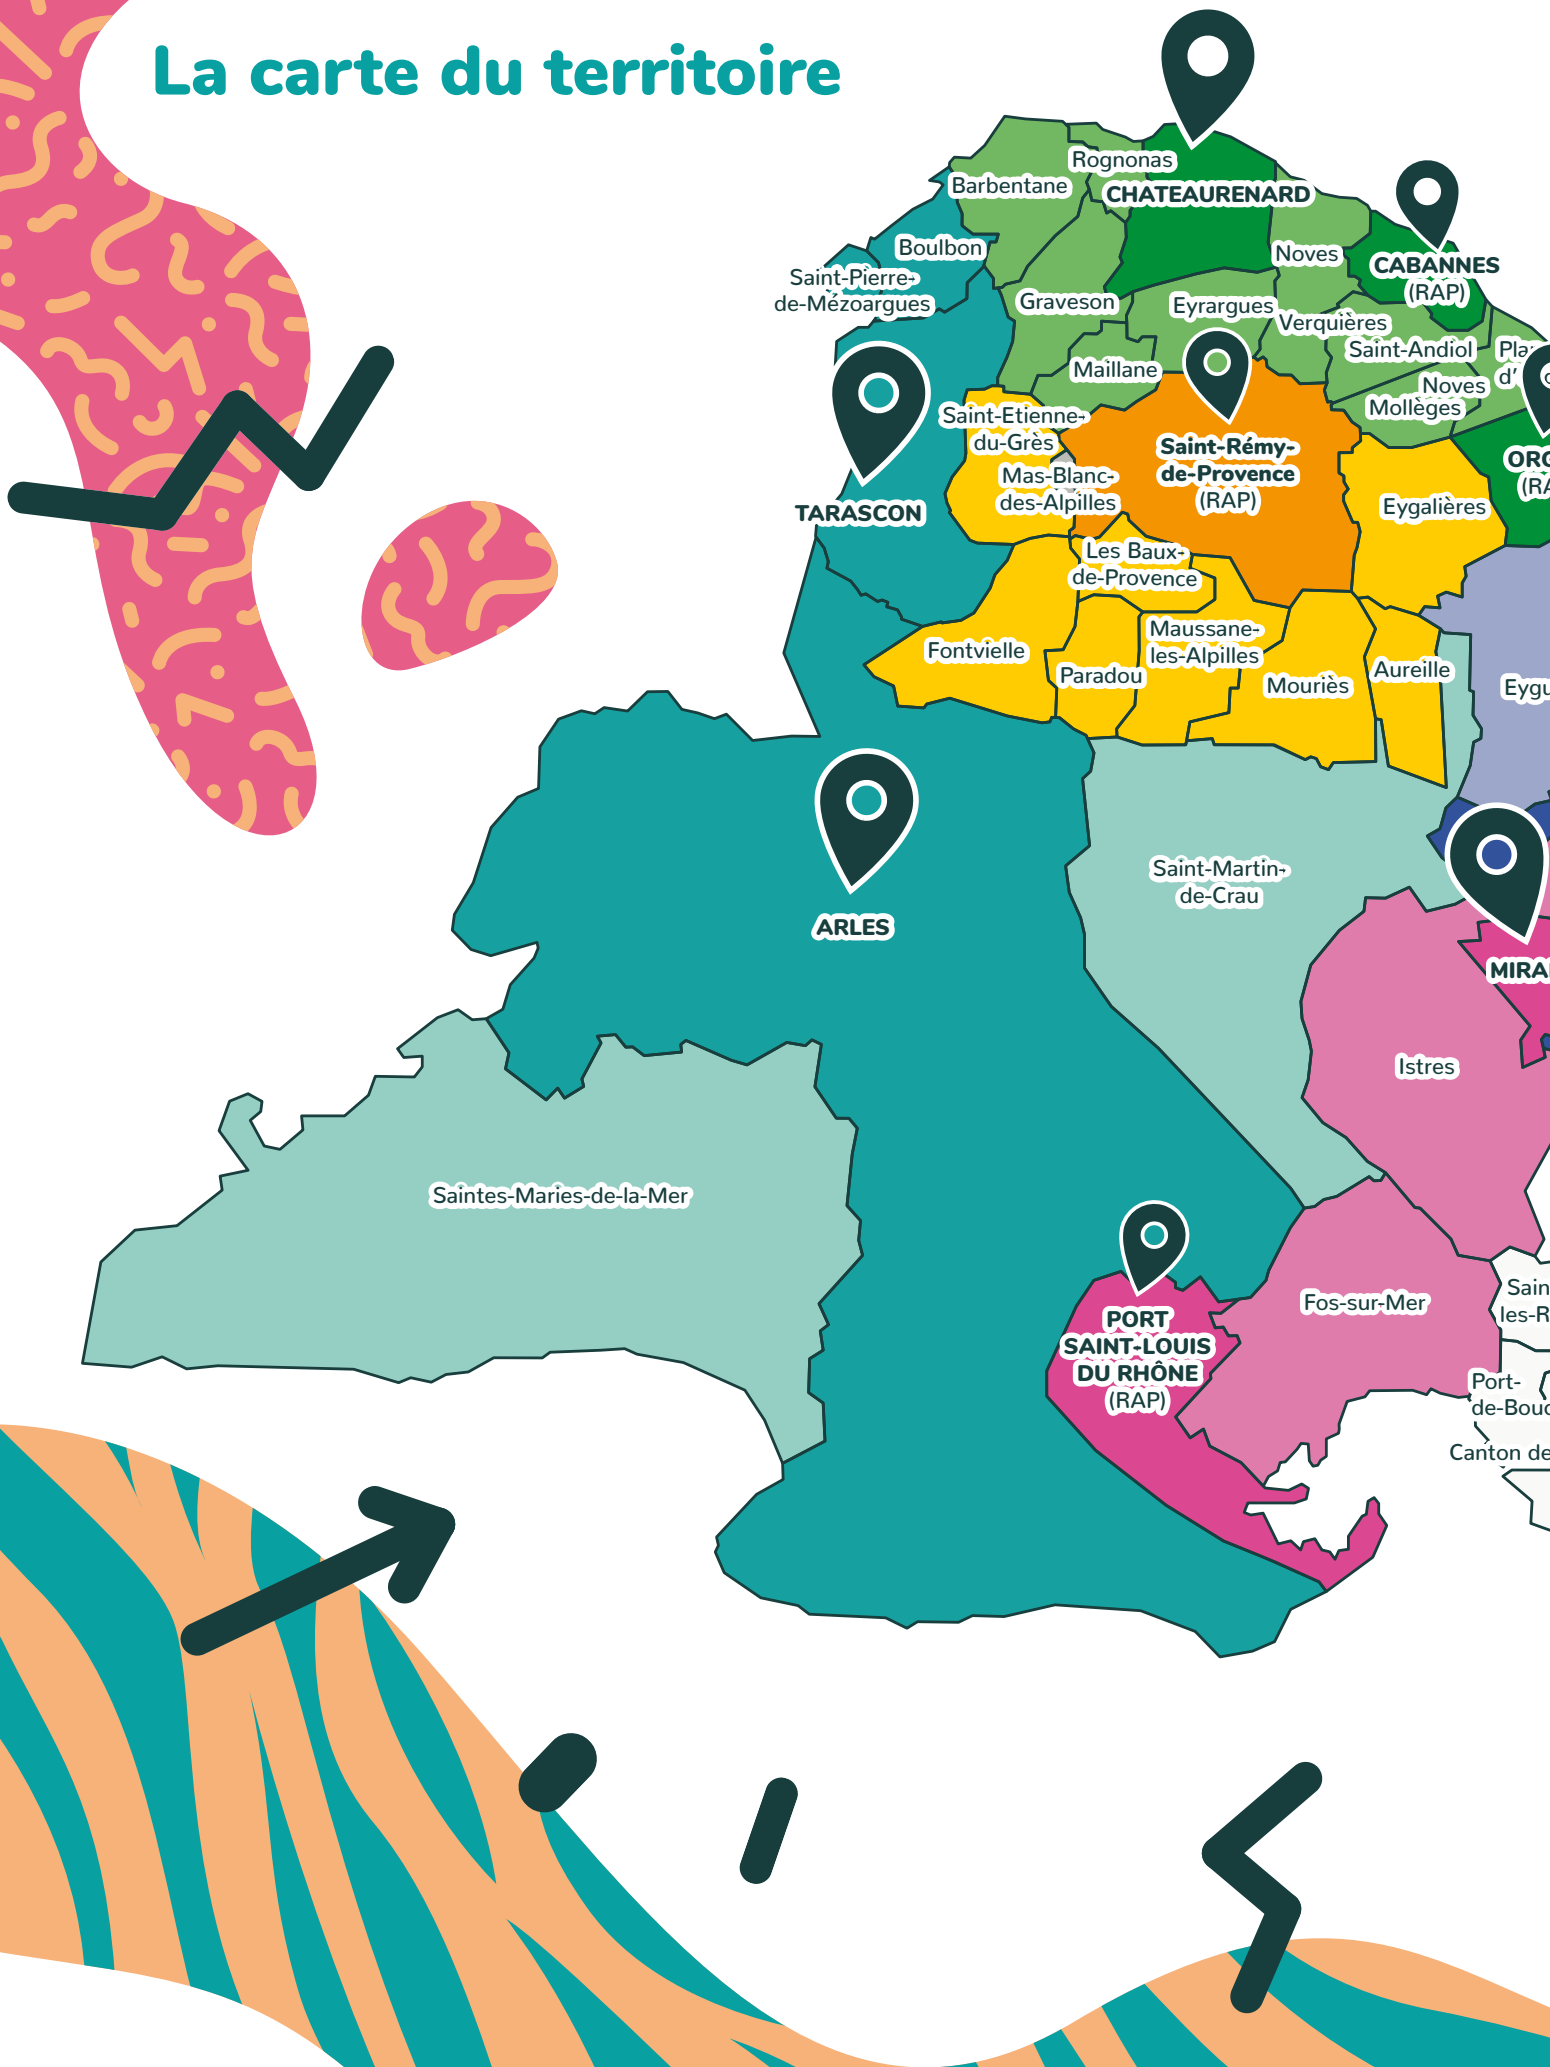 La carte du territoire
Rognonas
Barbentane
CHATEAURENARD
Boulbon
Noves
CABANNES
(RAP)
Saint-Pierre-
de-Mézoargues
Graveson
Eyrargues
Verquières
Saint-Andiol
Maillane
Noves
Mollèges
Saint-Etienne-
du-Grès
Saint-Rémy-
de-Provence
(RAP)
Mas-Blanc-
des-Alpilles
TARASCON
Eygalières
Les Baux-
de-Provence
Fontvielle
Maussane-
les-Alpilles
Paradou
Mouriès
Aureille
Saint-Martin-
de-Crau
ARLES
Istres
Saintes-Maries-de-la-Mer
Fos-sur-Mer
PORT
SAINT-LOUIS
DU RHÔNE
(RAP)
Port-
Canton de